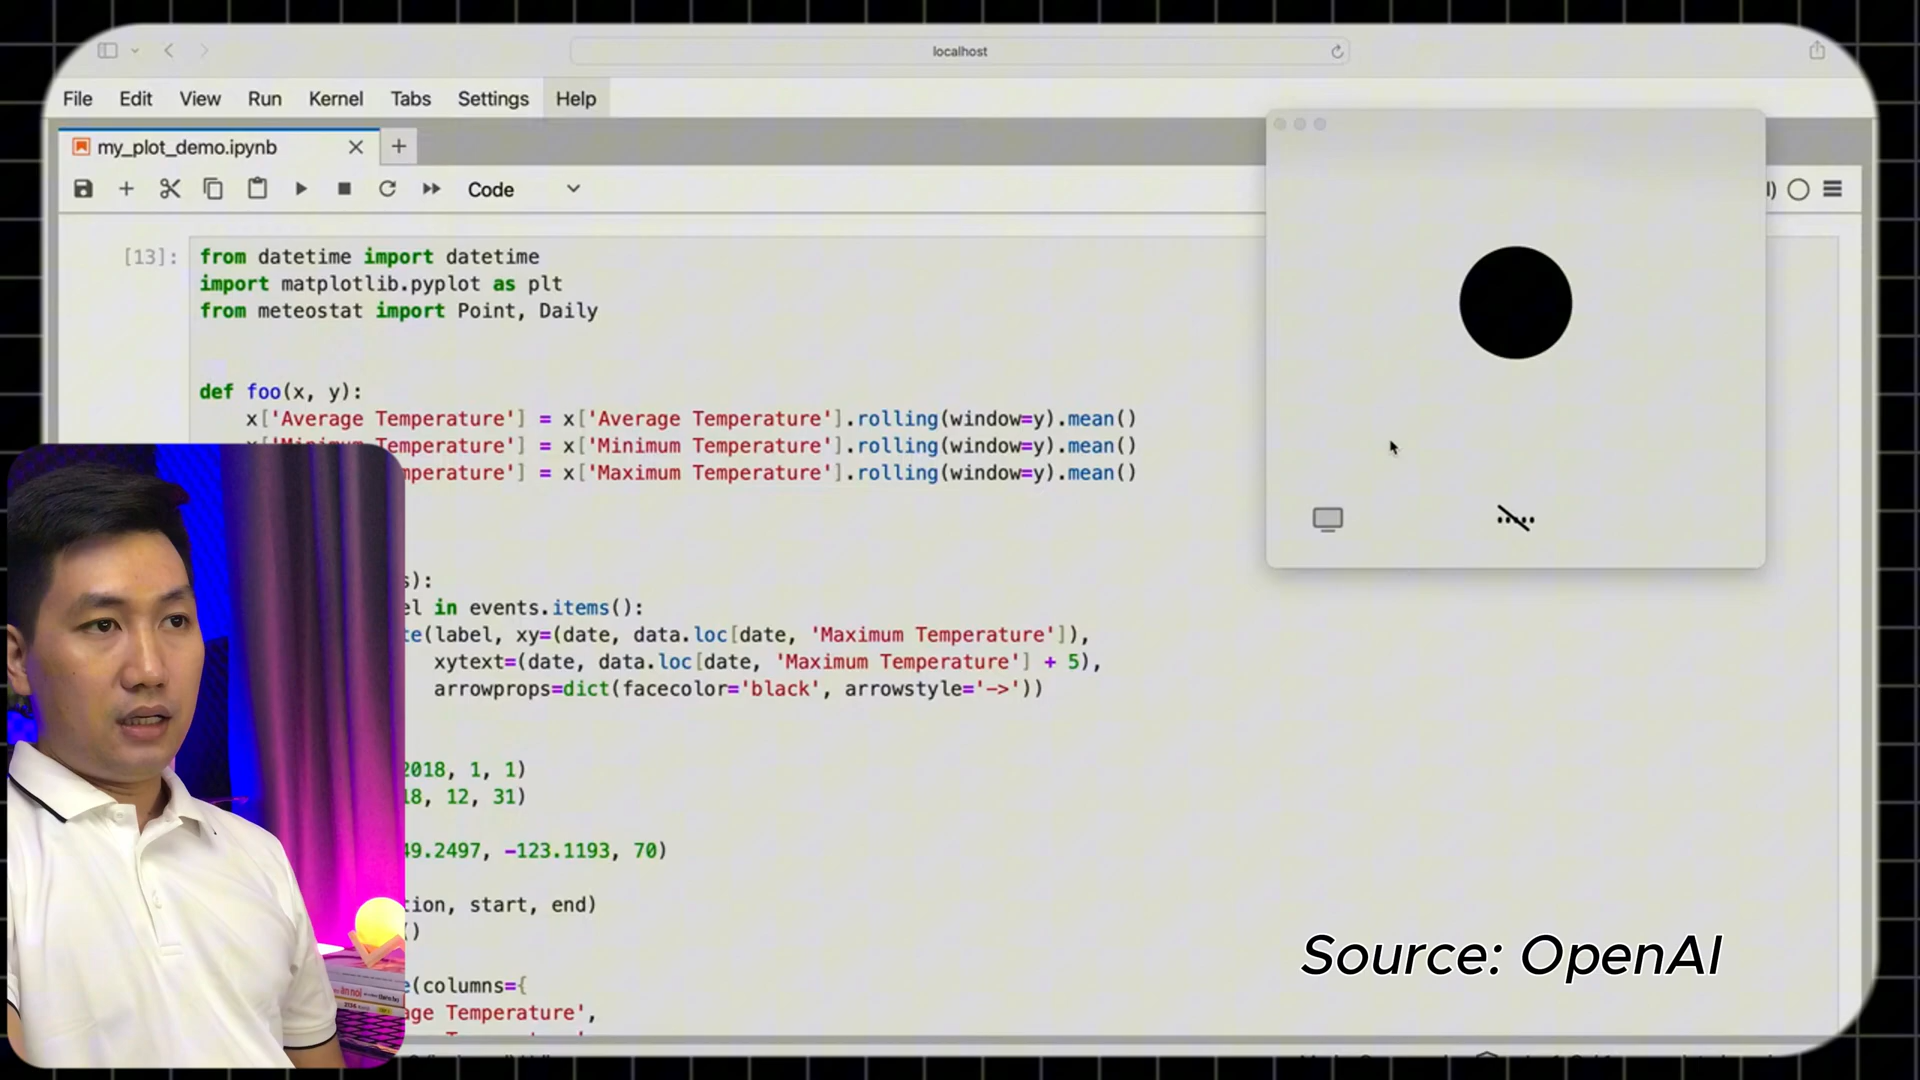 localhost
File Edit View Run Kernel Tabs Settings Help
my_plot_demo.ipynb
Code
[13]:
from datetime import datetime
import matplotlib.pyplot as plt
from meteostat import Point, Daily
def foo(x, y):
x['Average Temperature'] = x['Average Temperature'].rolling(window=y).mean()
Temperature'] = x['Minimum Temperature'].rolling(window=y).mean()
perature'] = x['Maximum Temperature'].rolling(window=y).mean()
s):
el in events.items():
te(label, xy=(date, data.loc[date, 'Maximum Temperature']),
xytext=(date, data.loc[date, 'Maximum Temperature'] + 5),
arrowprops=dict(facecolor='black', arrowstyle='->'))
2018, 1, 1)
18, 12, 31)
49.2497, -123.1193, 70)
tion, start, end)
()
e(columns={
age Temperature',
Source: OpenAI